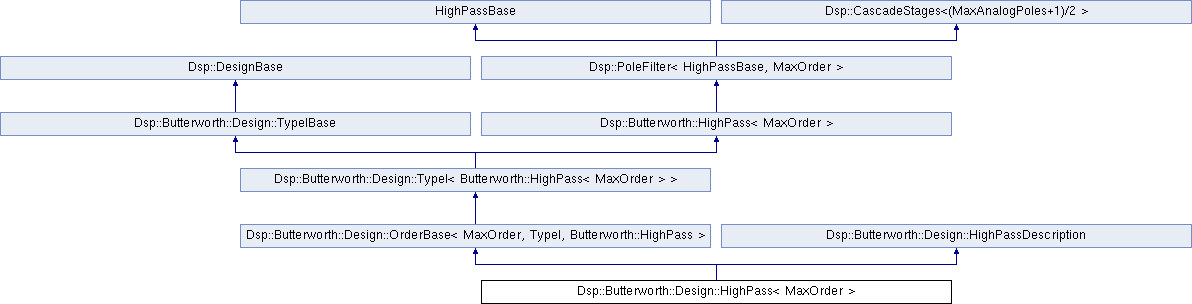 HighPassBase
Dsp::CascadeStages<(MaxAnalogPoles+1)/2 >
Dsp::DesignBase
Dsp::PoleFilter< HighPassBase, MaxOrder >
Dsp::Butterworth::Design::TypeIBase
Dsp::Butterworth::HighPass< MaxOrder >
Dsp::Butterworth::Design::TypeI< Butterworth::HighPass< MaxOrder > >
Dsp::Butterworth::Design::OrderBase< MaxOrder, TypeI, Butterworth::HighPass >
Dsp::Butterworth::Design::HighPassDescription
Dsp::Butterworth::Design::HighPass< MaxOrder >